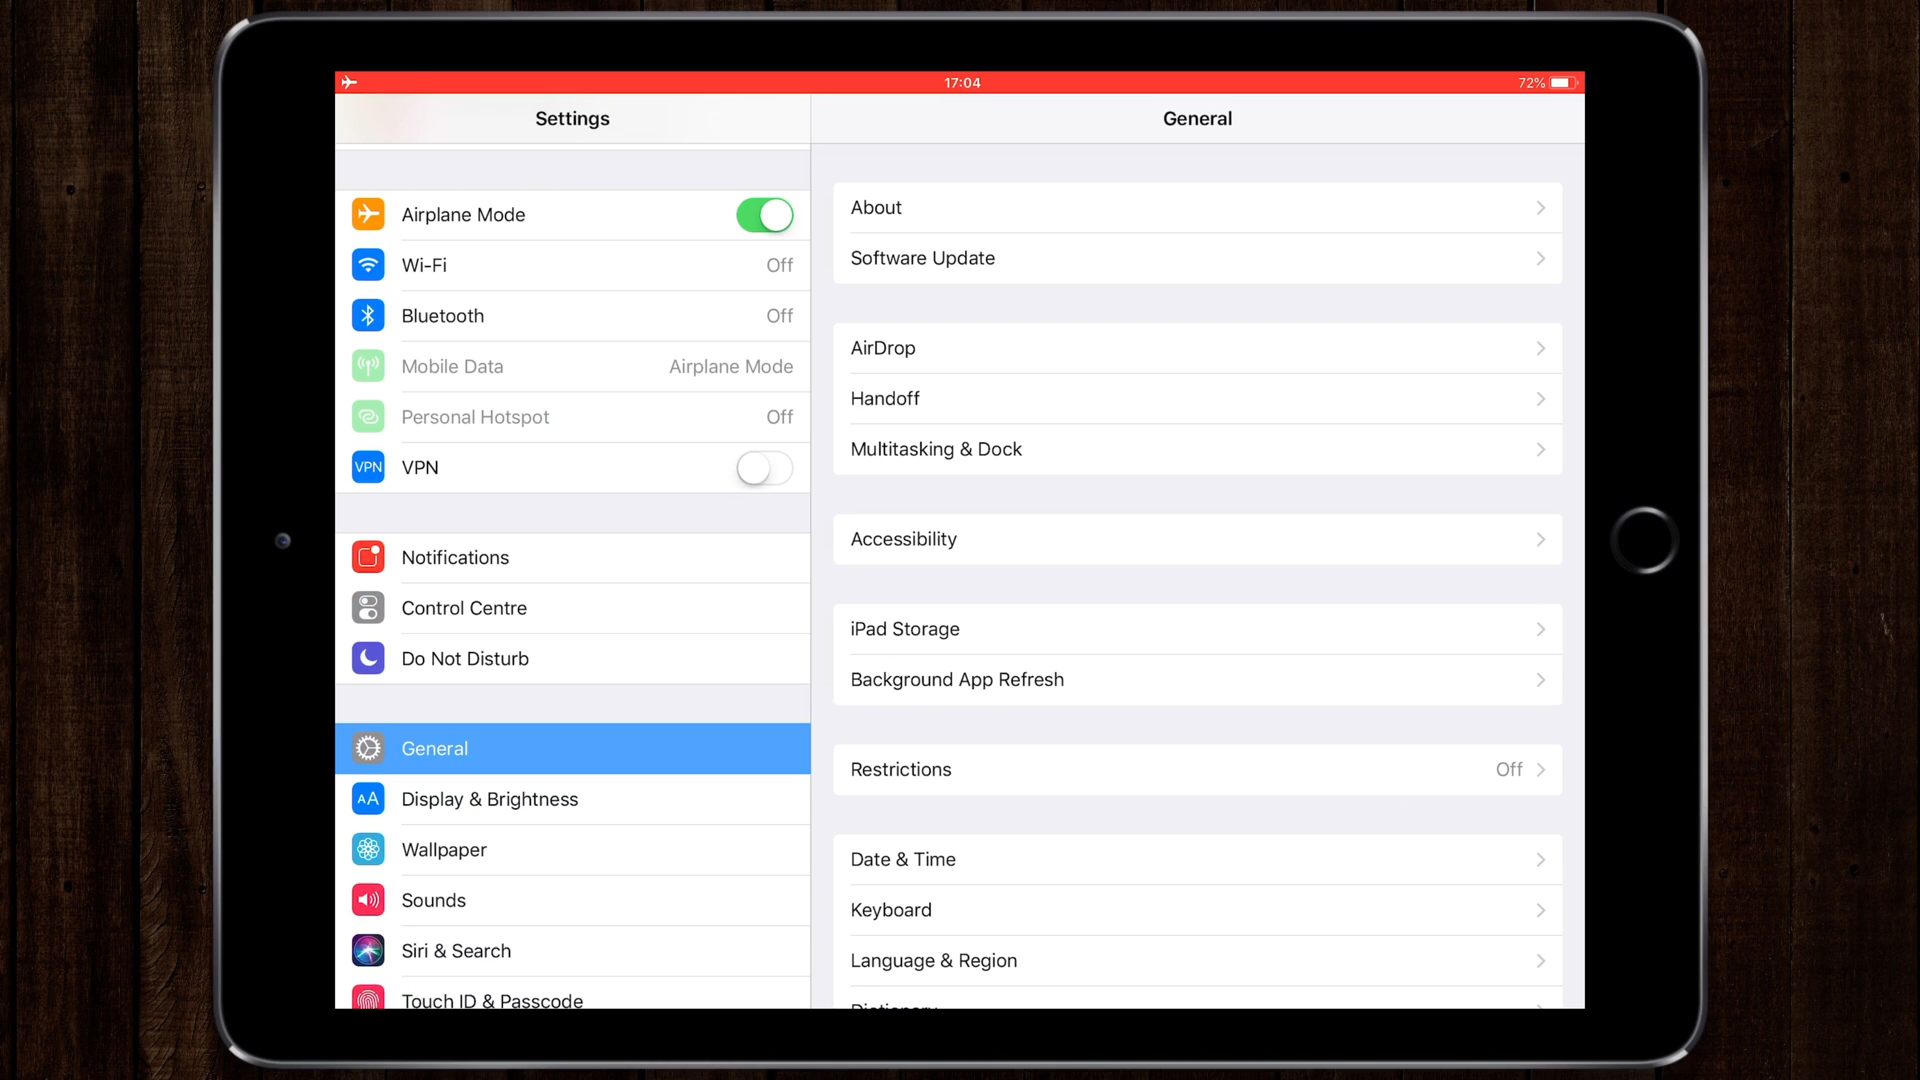 17:04
72%
Settings
General
Airplane Mode
Wi-Fi
Off
Bluetooth
Off
Mobile Data
Airplane Mode
Personal Hotspot
Off
VPN
VPN
Notifications
Control Centre
Do Not Disturb
General
AA
Display & Brightness
Wallpaper
Sounds
Siri & Search
Touch ID & Passcode
About
Software Update
AirDrop
Handoff
Multitasking & Dock
Accessibility
iPad Storage
Background App Refresh
Restrictions
Off
Date & Time
Keyboard
Language & Region
Dictionary